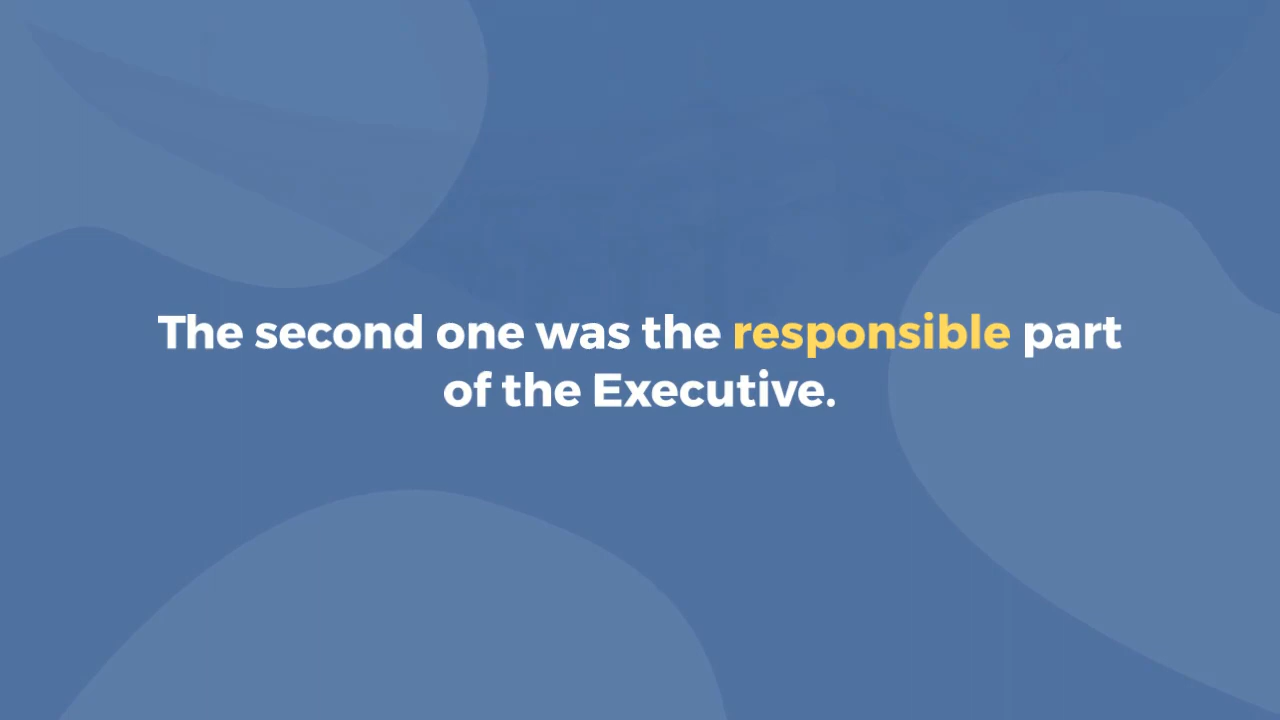 The second one was the responsible part
of the Executive.